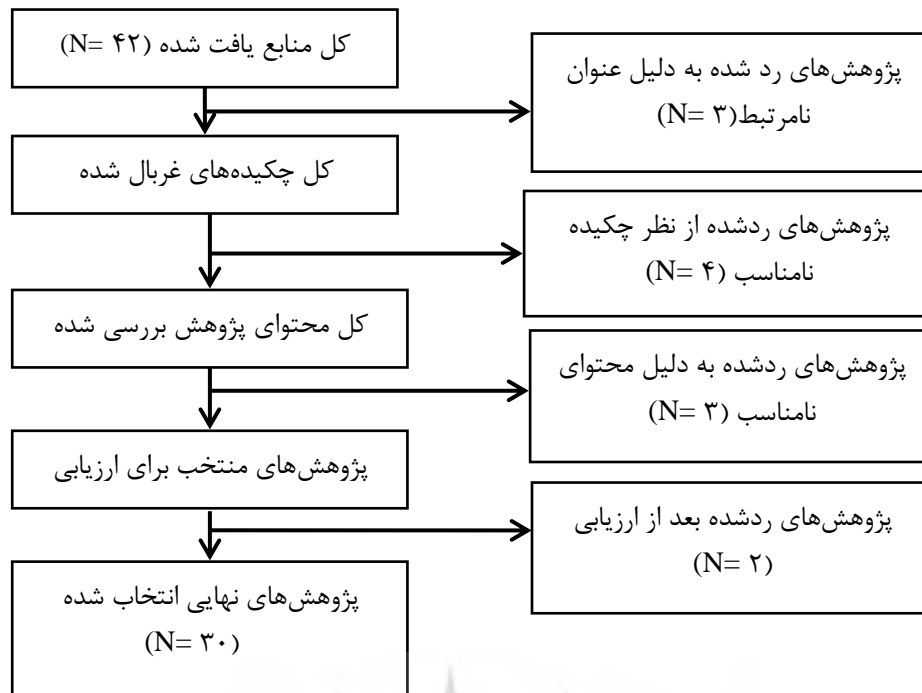 کل منابع یافت شده (N= ۴۲)
پژوهش‌های رد شده به دلیل عنوان
نامرتبط(N= ۳)
کل چکیده‌های غربال شده
پژوهش‌های ردشده از نظر چکیده
نامناسب (N= ۴)
کل محتوای پژوهش بررسی شده
پژوهش‌های ردشده به دلیل محتوای
نامناسب (N= ۳)
پژوهش‌های منتخب برای ارزیابی
پژوهش‌های ردشده بعد از ارزیابی
(N= ۲)
پژوهش‌های نهایی انتخاب شده
(N= ۳۰)